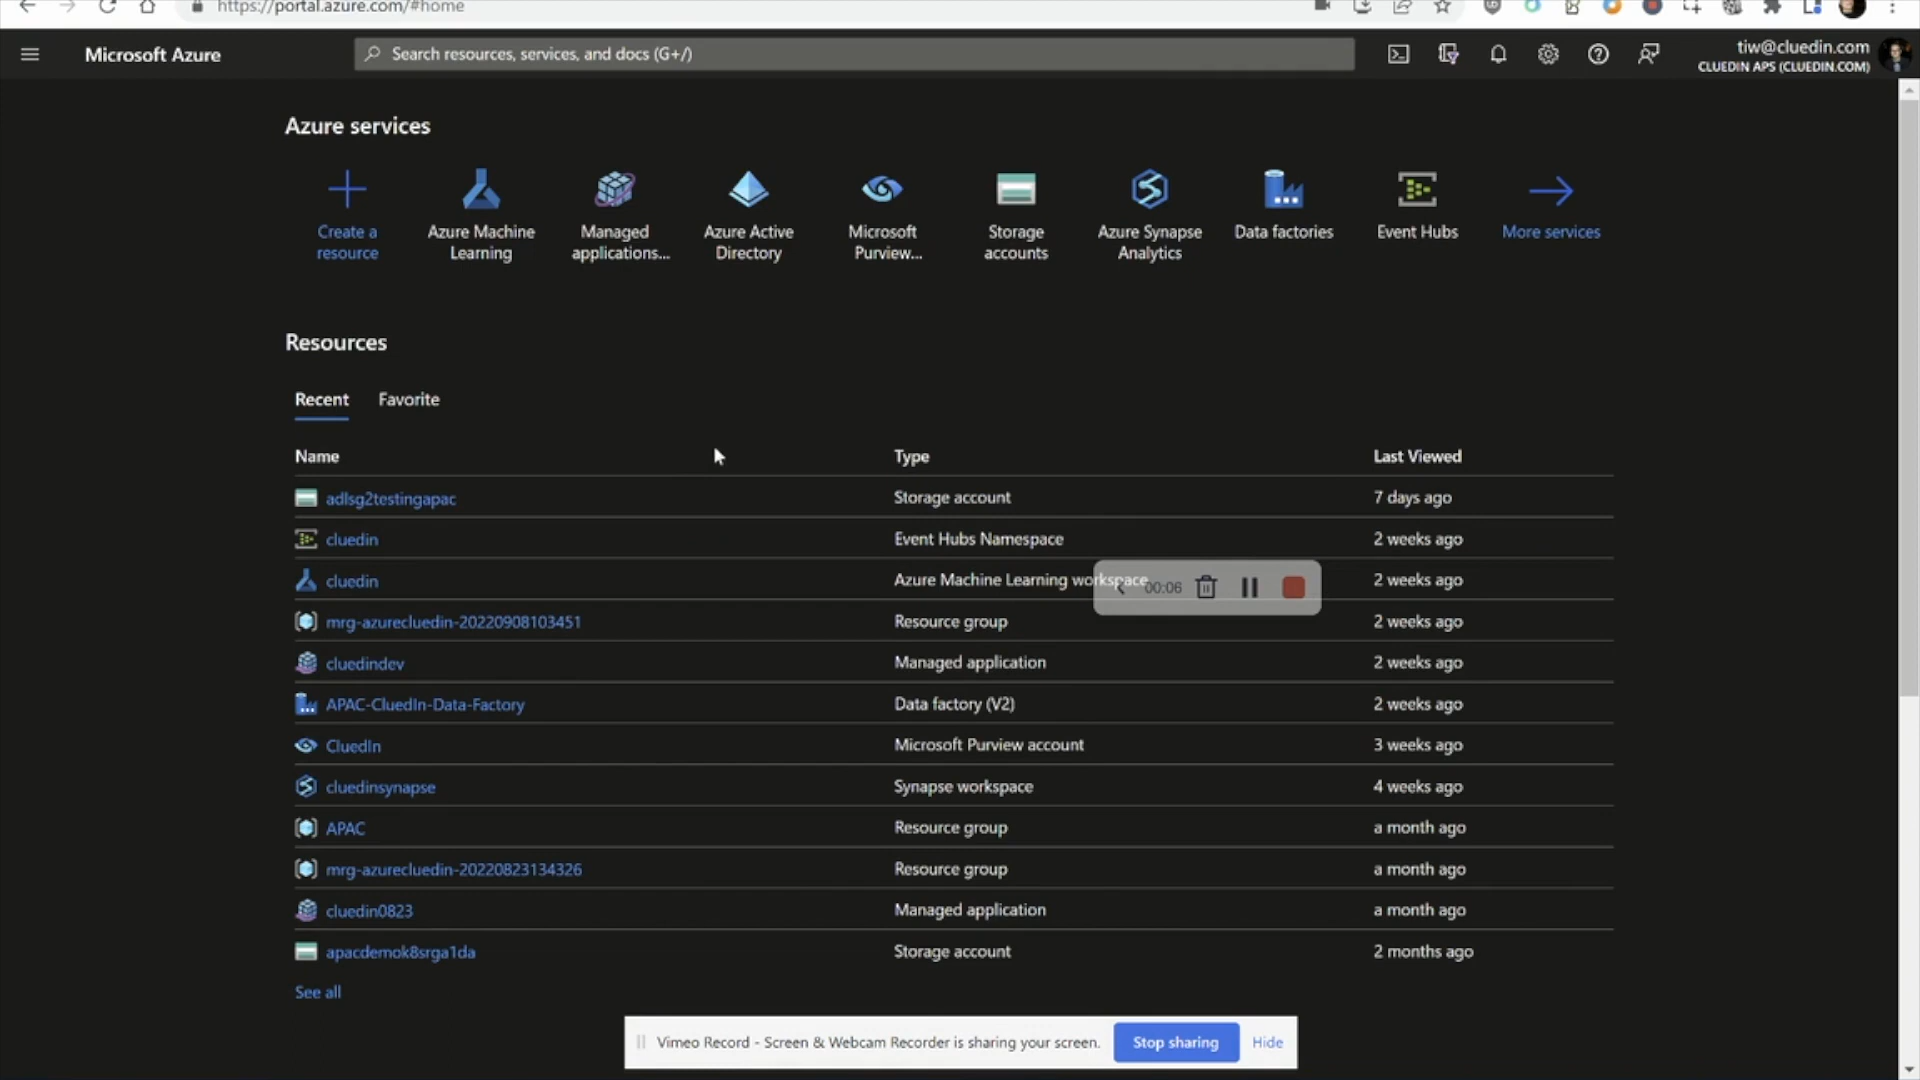 https://portal.azure.com/#home
Microsoft Azure
Search resources, services, and docs (G+/)
tiw@cluedin.com
CLUEDIN APS (CLUEDIN.COM)
Azure services
Create a resource
Azure Machine Learning
Managed applications...
Azure Active Directory
Microsoft Purview...
Storage accounts
Azure Synapse Analytics
Data factories
Event Hubs
More services
Resources
Recent
Favorite
Name Type Last Viewed
adlsg2testingapac Storage account 7 days ago
cluedin Event Hubs Namespace 2 weeks ago
cluedin Azure Machine Learning workspace 2 weeks ago
00:06
mrg-azurecluedin-20220908103451 Resource group 2 weeks ago
cluedindev Managed application 2 weeks ago
APAC-CluedIn-Data-Factory Data factory (V2) 2 weeks ago
CluedIn Microsoft Purview account 3 weeks ago
cluedinsynapse Synapse workspace 4 weeks ago
APAC Resource group a month ago
mrg-azurecluedin-20220823134326 Resource group a month ago
cluedin0823 Managed application a month ago
apacdemok8srga1da Storage account 2 months ago
See all
Vimeo Record - Screen & Webcam Recorder is sharing your screen. Stop sharing Hide